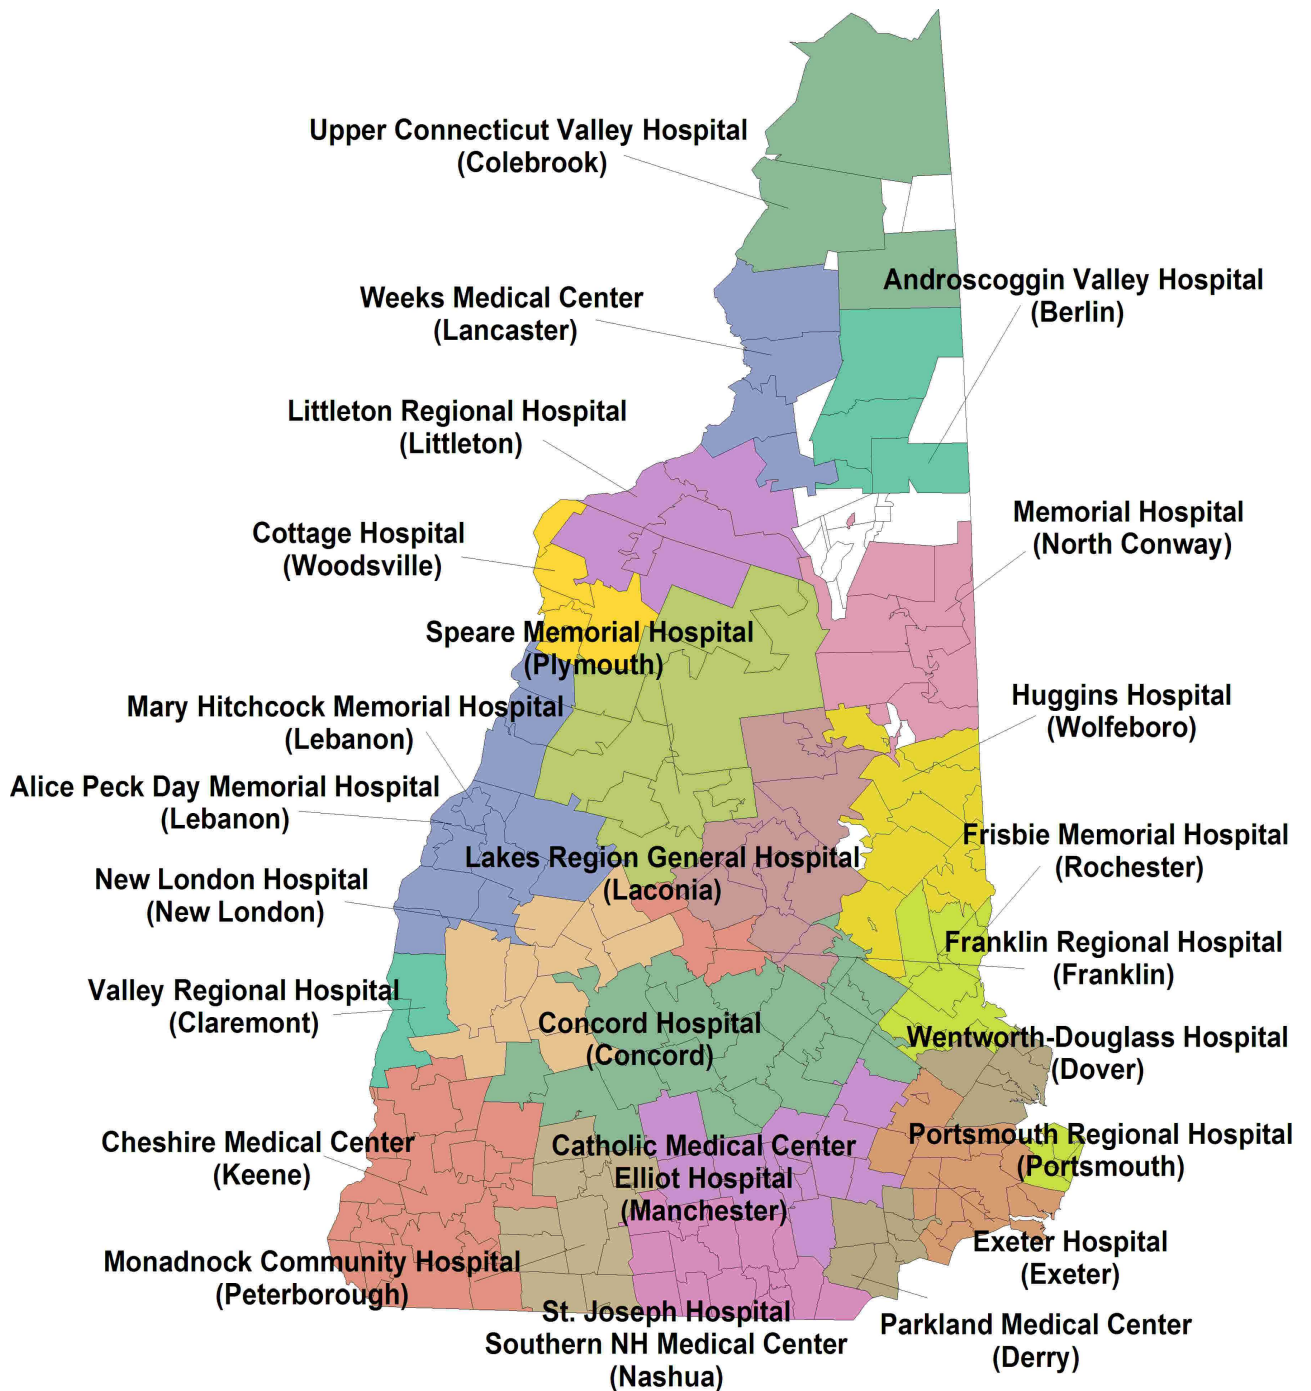 Upper Connecticut Valley Hospital
(Colebrook)
Androscoggin Valley Hospital
(Berlin)
Weeks Medical Center
(Lancaster)
Littleton Regional Hospital
(Littleton)
Memorial Hospital
(North Conway)
Cottage Hospital
(Woodsville)
Speare Memorial Hospital
(Plymouth)
Huggins Hospital
(Wolfeboro)
Mary Hitchcock Memorial Hospital
(Lebanon)
Alice Peck Day Memorial Hospital
(Lebanon)
Frisbie Memorial Hospital
(Rochester)
Lakes Region General Hospital
(Laconia)
New London Hospital
(New London)
Franklin Regional Hospital
(Franklin)
Valley Regional Hospital
(Claremont)
Concord Hospital
(Concord)
Wentworth-Douglass Hospital
(Dover)
Cheshire Medical Center
(Keene)
Catholic Medical Center
Elliot Hospital
(Manchester)
Portsmouth Regional Hospital
(Portsmouth)
Monadnock Community Hospital
(Peterborough)
Exeter Hospital
(Exeter)
St. Joseph Hospital
Southern NH Medical Center
(Nashua)
Parkland Medical Center
(Derry)